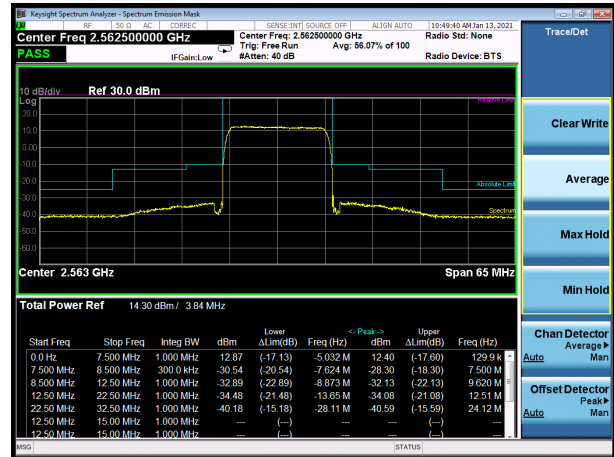 Keysight Spectrum Analyzer - Spectrum Emission Mask
RF 50 Ω AC CORREC SENSE:INT SOURCE OFF ALIGN AUTO 10:49:40 AM Jan 13, 2021
Center Freq 2.562500000 GHz Center Freq: 2.562500000 GHz Radio Std: None
Trig: Free Run Avg: 56.07% of 100
PASS IFGain:Low #Atten: 40 dB Radio Device: BTS
10 dB/div Ref 30.0 dBm
Log Relative Limit
20.0
10.0
0.00
-10.0
-20.0 Absolute Limit
-30.0
-40.0 Spectrum
-50.0
-60.0
Center 2.563 GHz Span 65 MHz
Total Power Ref 14.30 dBm / 3.84 MHz
Lower <- Peak -> Upper
Start Freq Stop Freq Integ BW dBm ΔLim(dB) Freq (Hz) dBm ΔLim(dB) Freq (Hz)
0.0 Hz 7.500 MHz 1.000 MHz 12.87 (-17.13) -5.032 M 12.40 (-17.60) 129.9 k
7.500 MHz 8.500 MHz 300.0 kHz -30.54 (-20.54) -7.624 M -28.30 (-18.30) 7.500 M
8.500 MHz 12.50 MHz 1.000 MHz -32.89 (-22.89) -8.873 M -32.13 (-22.13) 9.620 M
12.50 MHz 22.50 MHz 1.000 MHz -34.48 (-21.48) -13.65 M -34.08 (-21.08) 12.51 M
22.50 MHz 32.50 MHz 1.000 MHz -40.18 (-15.18) -28.11 M -40.59 (-15.59) 24.12 M
12.50 MHz 15.00 MHz 1.000 MHz --- (---) --- (---) ---
12.50 MHz 15.00 MHz 1.000 MHz --- (---) --- (---) ---
MSG STATUS
Trace/Det
Clear Write
Average
Max Hold
Min Hold
Chan Detector
Average
Auto Man
Offset Detector
Peak
Auto Man